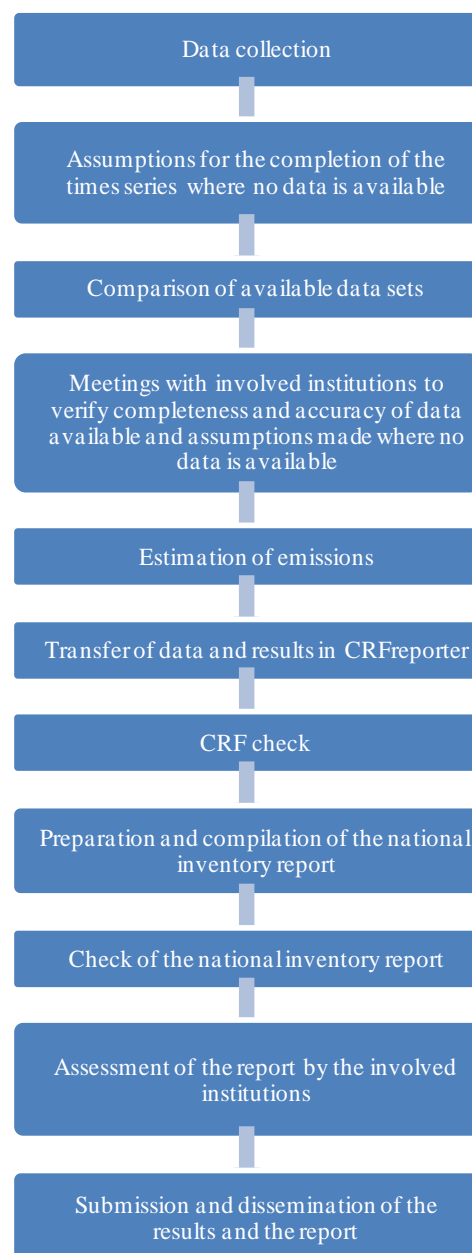 Data collection
Assumptions for the completion of the
times series where no data is available
Comparison of available data sets
Meetings with involved institutions to
verify completeness and accuracy of data
available and assumptions made where no
data is available
Estimation of emissions
Transfer of data and results in CRFreporter
CRF check
Preparation and compilation of the national
inventory report
Check of the national inventory report
Assessment of the report by the involved
institutions
Submission and dissemination of the
results and the report